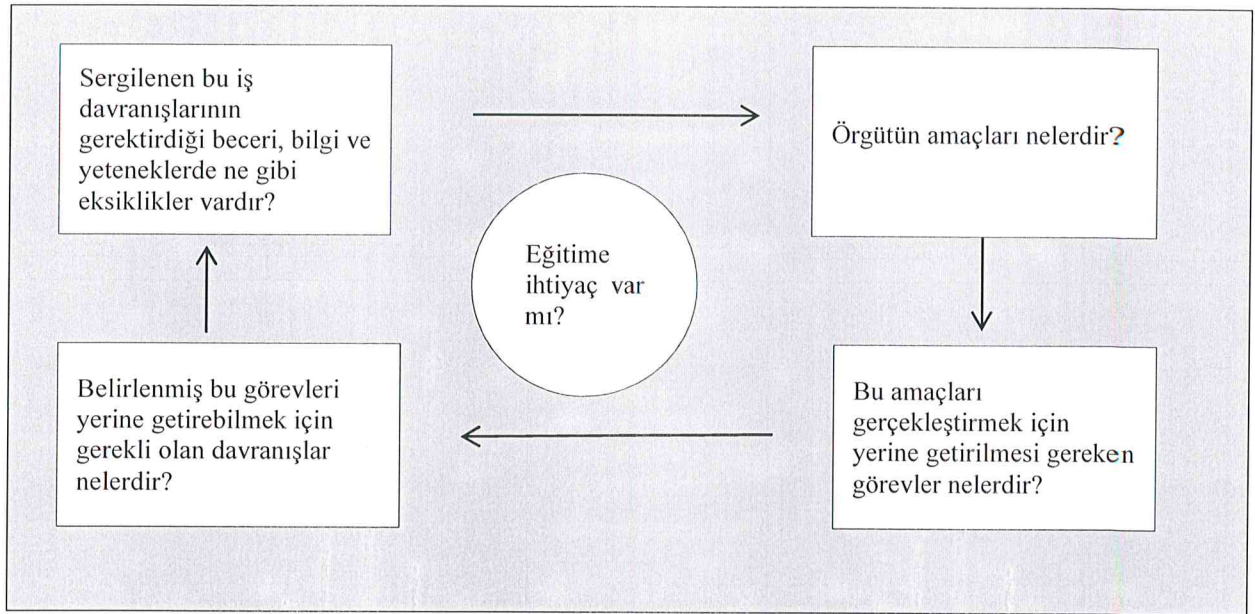 Sergilenen bu iş
davranışlarının
gerektirdiği beceri, bilgi ve
yeteneklerde ne gibi
eksiklikler vardır?
Örgütün amaçları nelerdir?
Eğitime
ihtiyaç var
mı?
Belirlenmiş bu görevleri
yerine getirebilmek için
gerekli olan davranışlar
nelerdir?
Bu amaçları
gerçekleştirmek için
yerine getirilmesi gereken
görevler nelerdir?